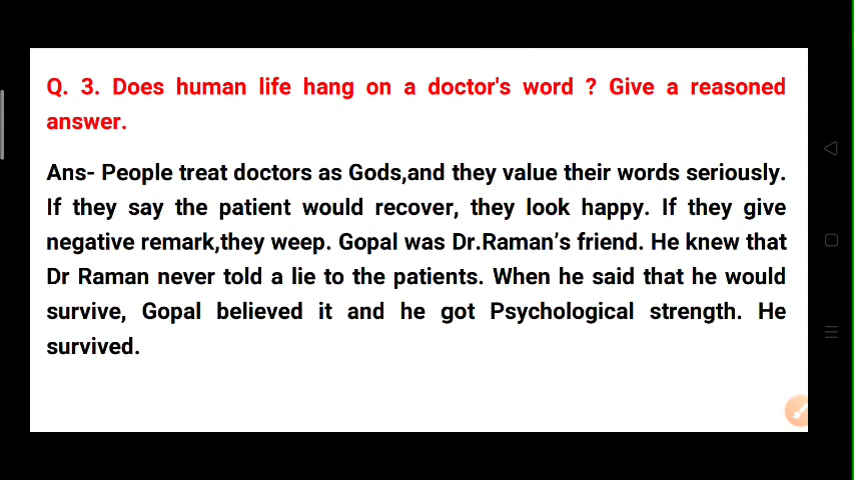 Q. 3. Does human life hang on a doctor's word ? Give a reasoned
answer.
Ans- People treat doctors as Gods,and they value their words seriously.
If they say the patient would recover, they look happy. If they give
negative remark,they weep. Gopal was Dr.Raman's friend. He knew that
Dr Raman never told a lie to the patients. When he said that he would
survive, Gopal believed it and he got Psychological strength. He
survived.